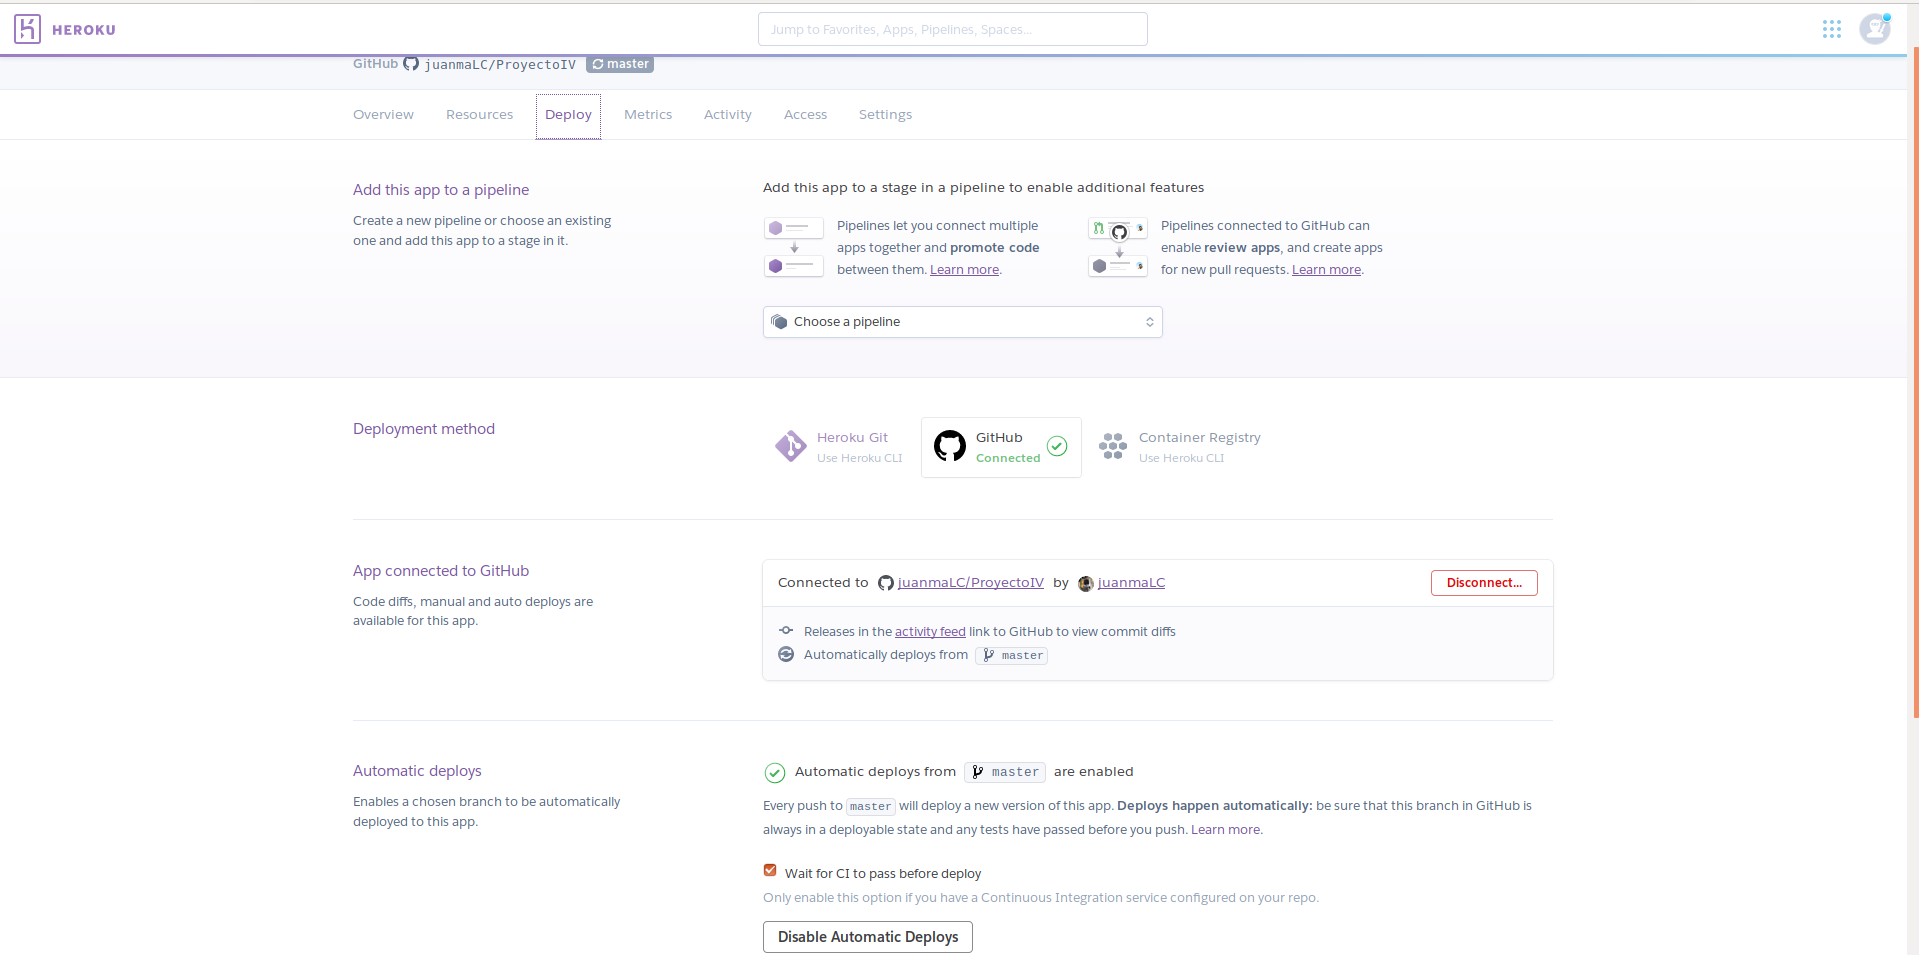 HEROKU
Jump to Favorites, Apps, Pipelines, Spaces...
GitHub juanmaLC/ProyectoIV master
Overview Resources Deploy Metrics Activity Access Settings
Add this app to a pipeline
Create a new pipeline or choose an existing
one and add this app to a stage in it.
Add this app to a stage in a pipeline to enable additional features
Pipelines let you connect multiple
apps together and promote code
between them. Learn more.
Pipelines connected to GitHub can
enable review apps, and create apps
for new pull requests. Learn more.
Choose a pipeline
Deployment method
Heroku Git
Use Heroku CLI
GitHub
Connected
Container Registry
Use Heroku CLI
App connected to GitHub
Code diffs, manual and auto deploys are
available for this app.
Connected to juanmaLC/ProyectoIV by juanmaLC
Disconnect...
Releases in the activity feed link to GitHub to view commit diffs
Automatically deploys from master
Automatic deploys
Enables a chosen branch to be automatically
deployed to this app.
Automatic deploys from master are enabled
Every push to master will deploy a new version of this app. Deploys happen automatically: be sure that this branch in GitHub is
always in a deployable state and any tests have passed before you push. Learn more.
Wait for CI to pass before deploy
Only enable this option if you have a Continuous Integration service configured on your repo.
Disable Automatic Deploys